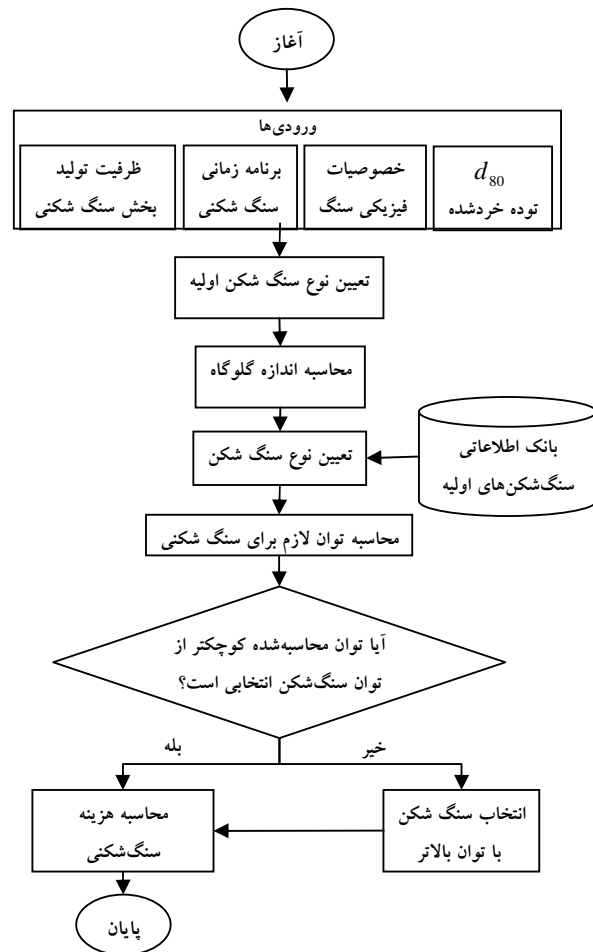 آغاز
ورودی‌ها
d80
توده خردشده
خصوصیات
فیزیکی سنگ
برنامه زمانی
سنگ شکنی
ظرفیت تولید
بخش سنگ شکنی
تعیین نوع سنگ شکن اولیه
محاسبه اندازه گلوگاه
تعیین نوع سنگ شکن
بانک اطلاعاتی
سنگ‌شکن‌های اولیه
محاسبه توان لازم برای سنگ شکنی
آیا توان محاسبه‌شده کوچکتر از
توان سنگ‌شکن انتخابی است؟
خیر
بله
انتخاب سنگ شکن
با توان بالاتر
محاسبه هزینه
سنگ‌شکنی
پایان